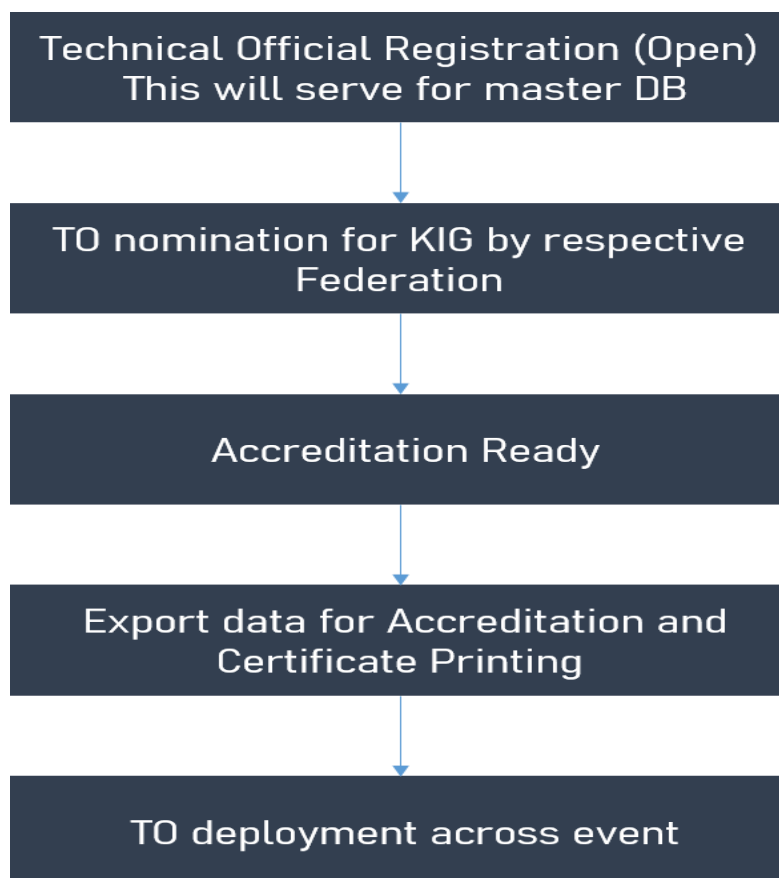 Technical Official Registration (Open)
This will serve for master DB
TO nomination for KIG by respective
Federation
Accreditation Ready
Export data for Accreditation and
Certificate Printing
TO deployment across event